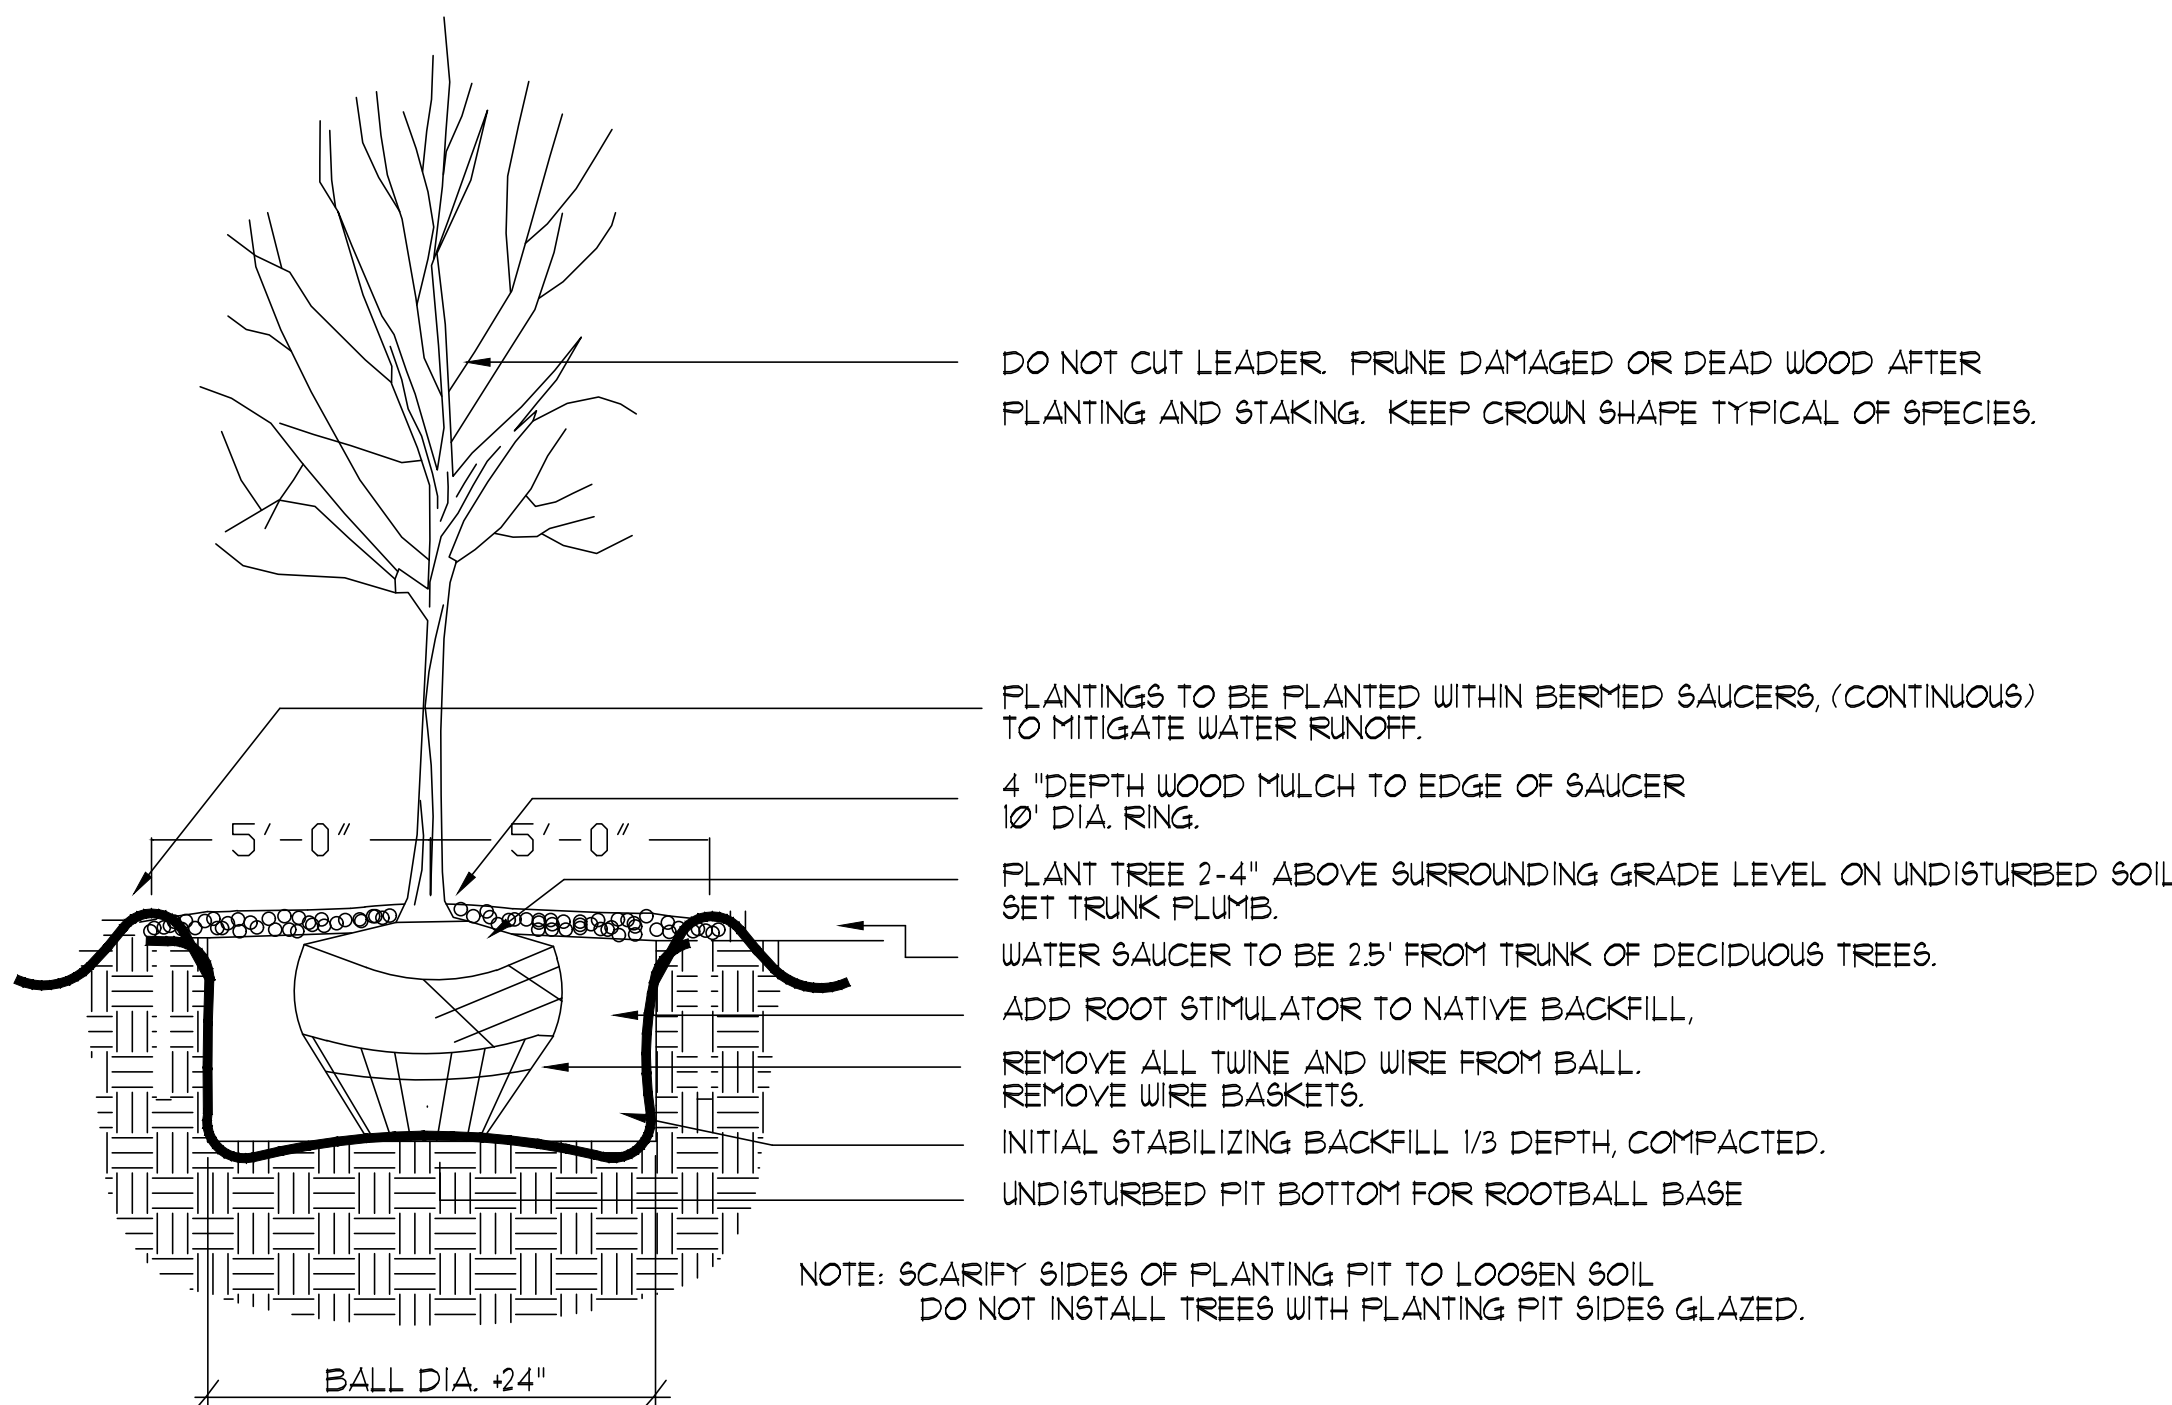 DO NOT CUT LEADER. PRUNE DAMAGED OR DEAD WOOD AFTER
PLANTING AND STAKING. KEEP CROWN SHAPE TYPICAL OF SPECIES.
PLANTINGS TO BE PLANTED WITHIN BERMED SAUCERS, (CONTINUOUS)
TO MITIGATE WATER RUNOFF.
4 "DEPTH WOOD MULCH TO EDGE OF SAUCER
10' DIA. RING.
5'-0" 5'-0"
PLANT TREE 2-4" ABOVE SURROUNDING GRADE LEVEL ON UNDISTURBED SOIL
SET TRUNK PLUMB.
WATER SAUCER TO BE 2.5' FROM TRUNK OF DECIDUOUS TREES.
ADD ROOT STIMULATOR TO NATIVE BACKFILL,
REMOVE ALL TWINE AND WIRE FROM BALL.
REMOVE WIRE BASKETS.
INITIAL STABILIZING BACKFILL 1/3 DEPTH, COMPACTED.
UNDISTURBED PIT BOTTOM FOR ROOTBALL BASE
NOTE: SCARIFY SIDES OF PLANTING PIT TO LOOSEN SOIL
DO NOT INSTALL TREES WITH PLANTING PIT SIDES GLAZED.
BALL DIA. +24"